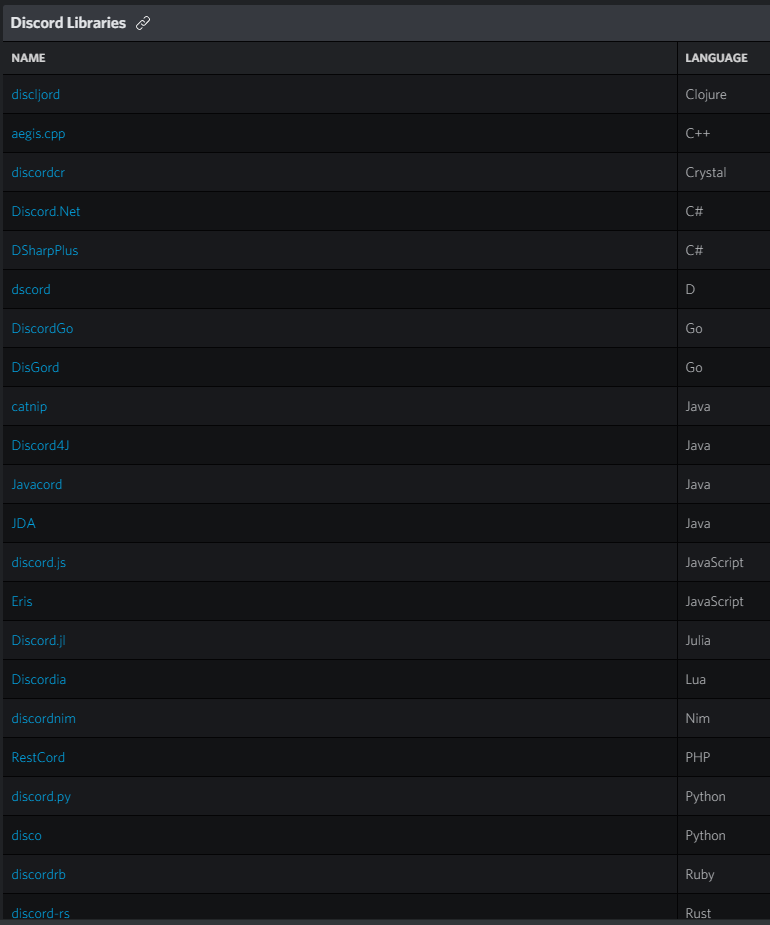 Discord Libraries
NAME LANGUAGE
discljord Clojure
aegis.cpp C++
discordcr Crystal
Discord.Net C#
DSharpPlus C#
dscord D
DiscordGo Go
DisGord Go
catnip Java
Discord4J Java
Javacord Java
JDA Java
discord.js JavaScript
Eris JavaScript
Discord.jl Julia
Discordia Lua
discordnim Nim
RestCord PHP
discord.py Python
disco Python
discordrb Ruby
discord-rs Rust